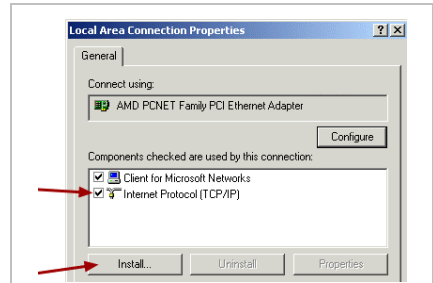 Local Area Connection Properties
General
Connect using:
AMD PCNET Family PCI Ethernet Adapter
Configure
Components checked are used by this connection:
Client for Microsoft Networks
Internet Protocol (TCP/IP)
Install... Uninstall Properties